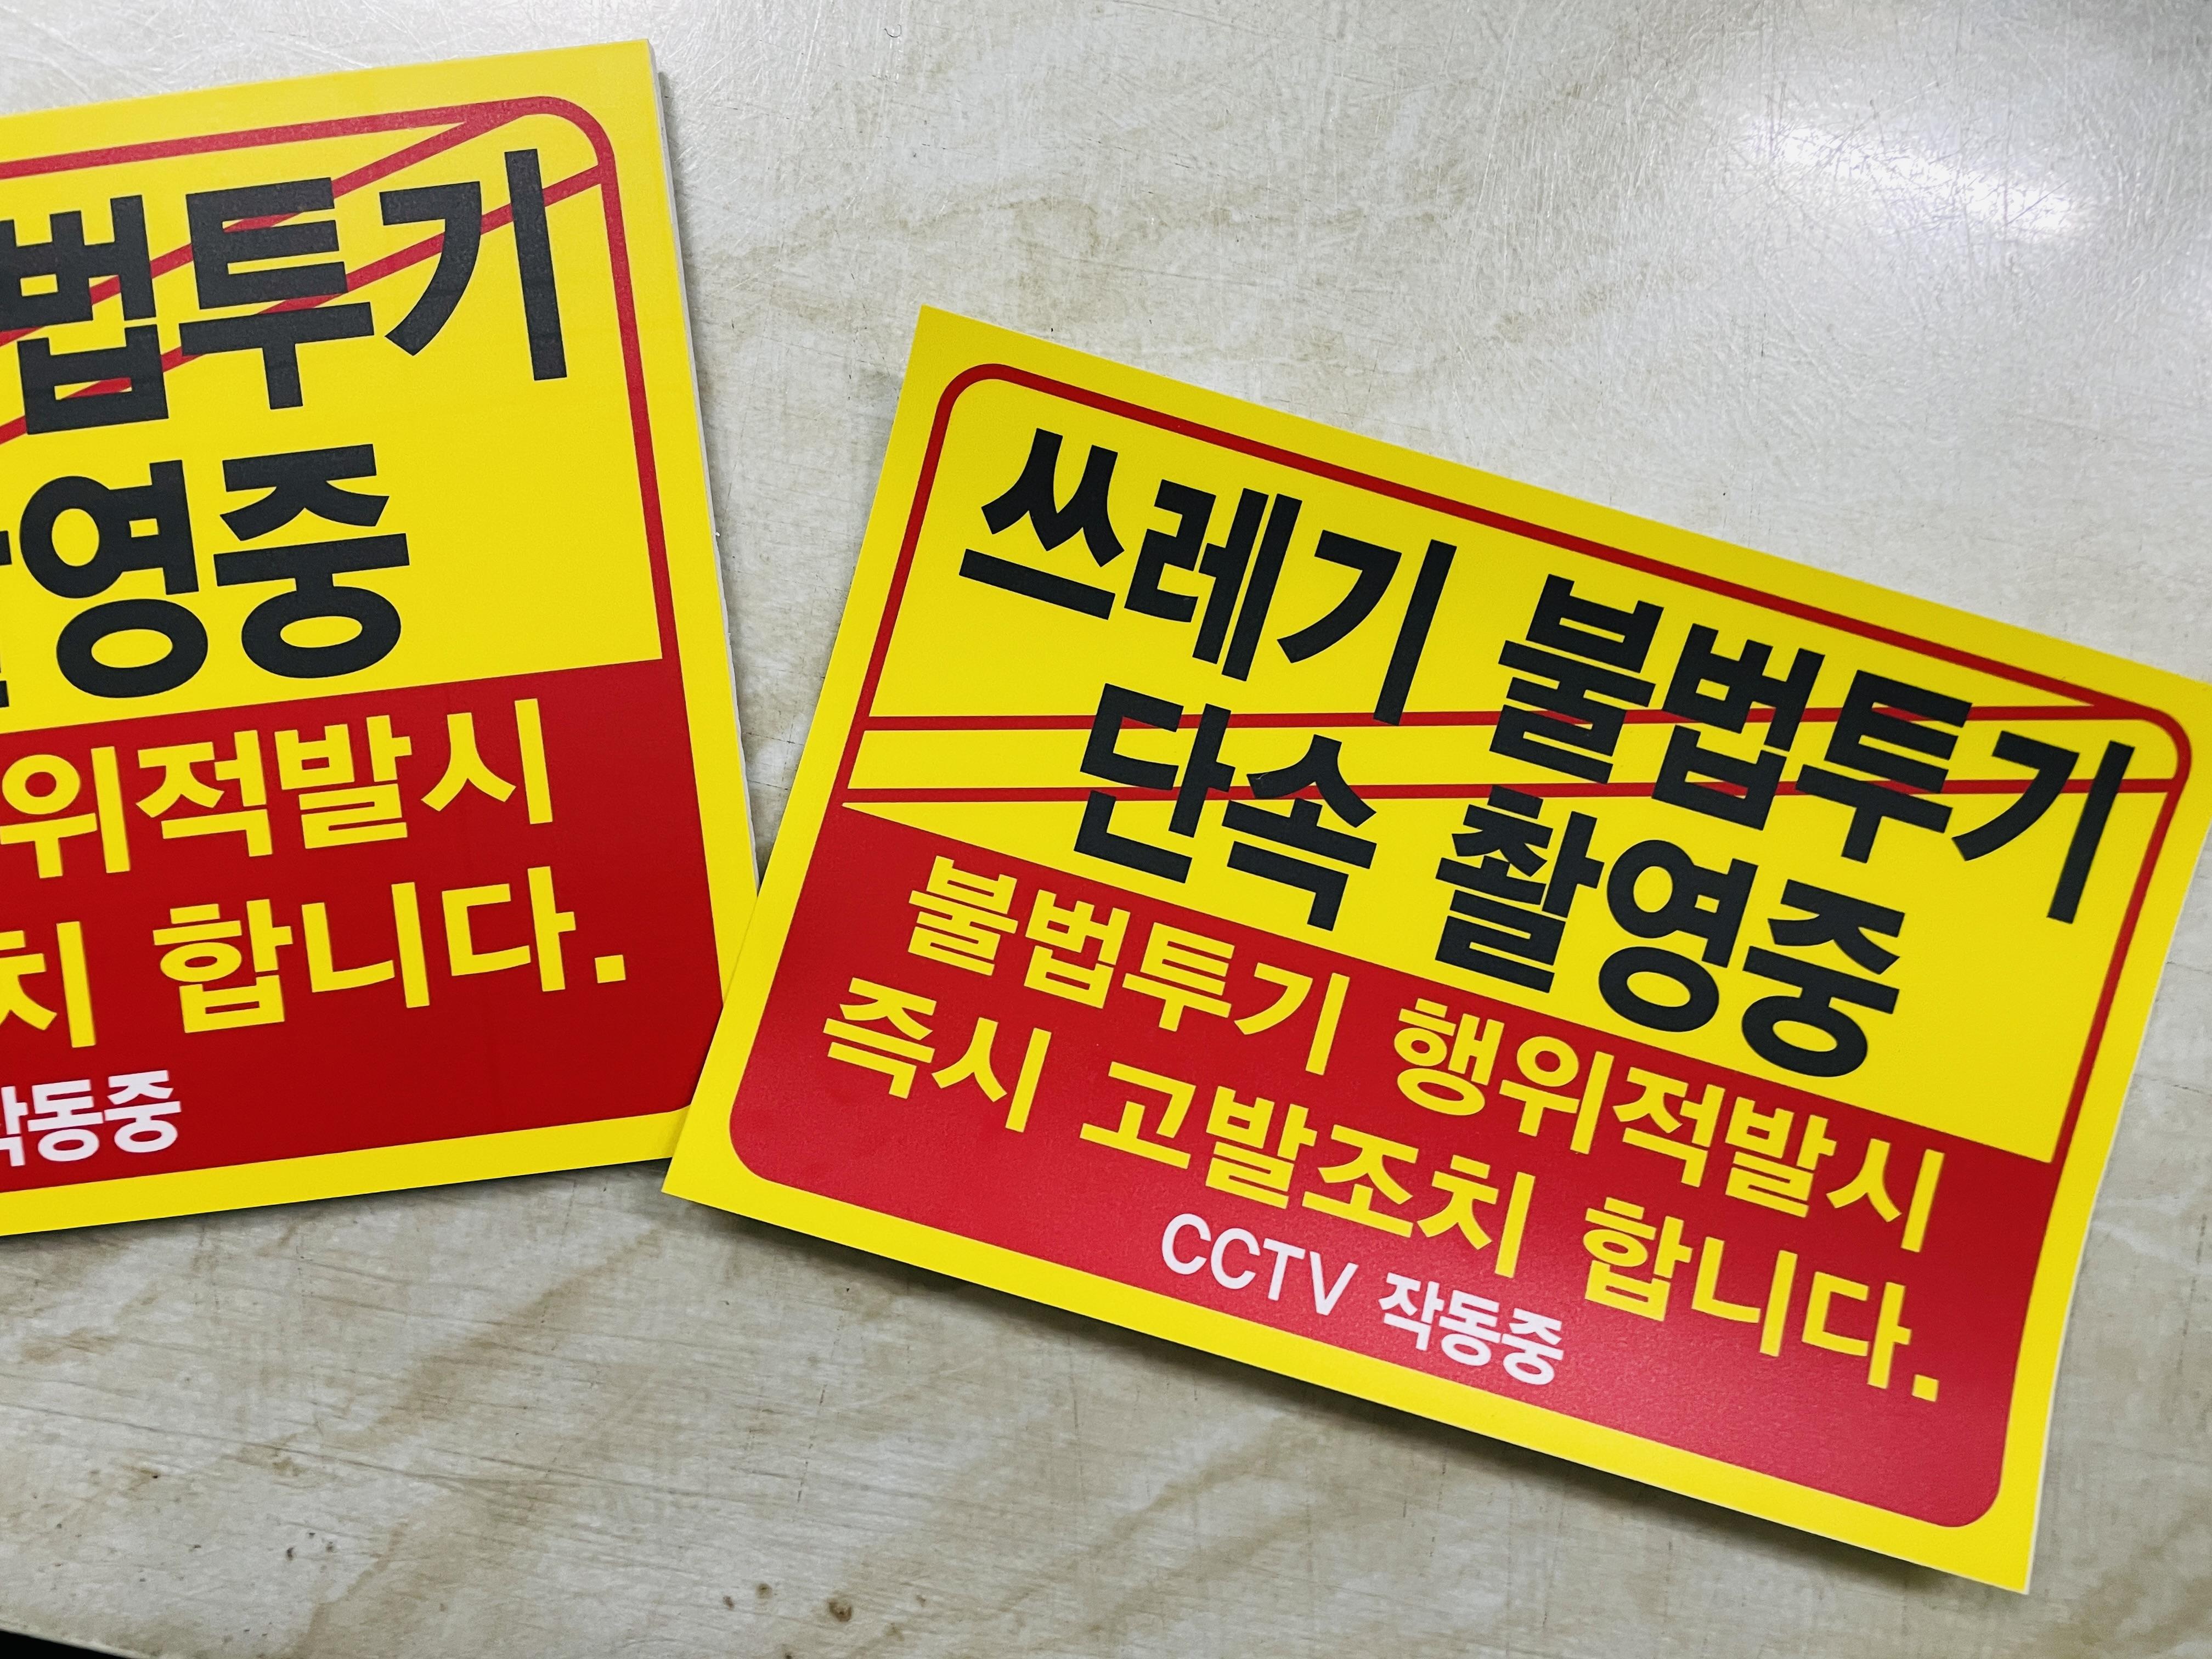 법투기
영중
위적발시
치 합니다.
작동중
쓰레기 불법투기
단속 촬영중
불법투기 행위적발시
즉시 고발조치 합니다.
CCTV 작동중